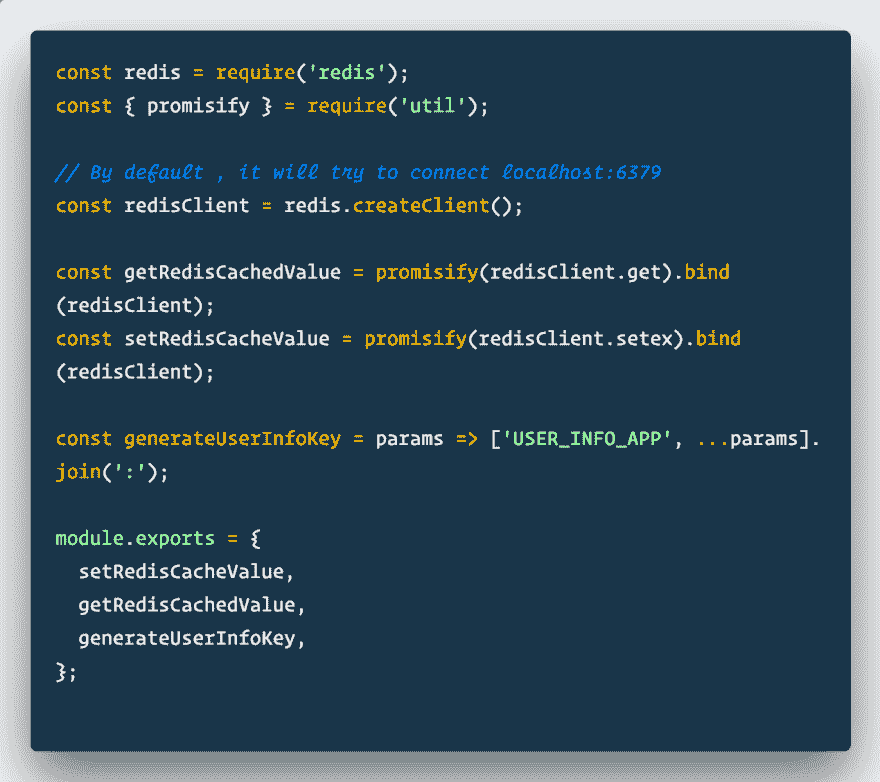 const redis = require('redis');
const { promisify } = require('util');
// By default , it will try to connect localhost:6379
const redisClient = redis.createClient();
const getRedisCachedValue = promisify(redisClient.get).bind
(redisClient);
const setRedisCacheValue = promisify(redisClient.setex).bind
(redisClient);
const generateUserInfoKey = params => ['USER_INFO_APP', ...params].
join(':');
module.exports = {
  setRedisCacheValue,
  getRedisCachedValue,
  generateUserInfoKey,
};